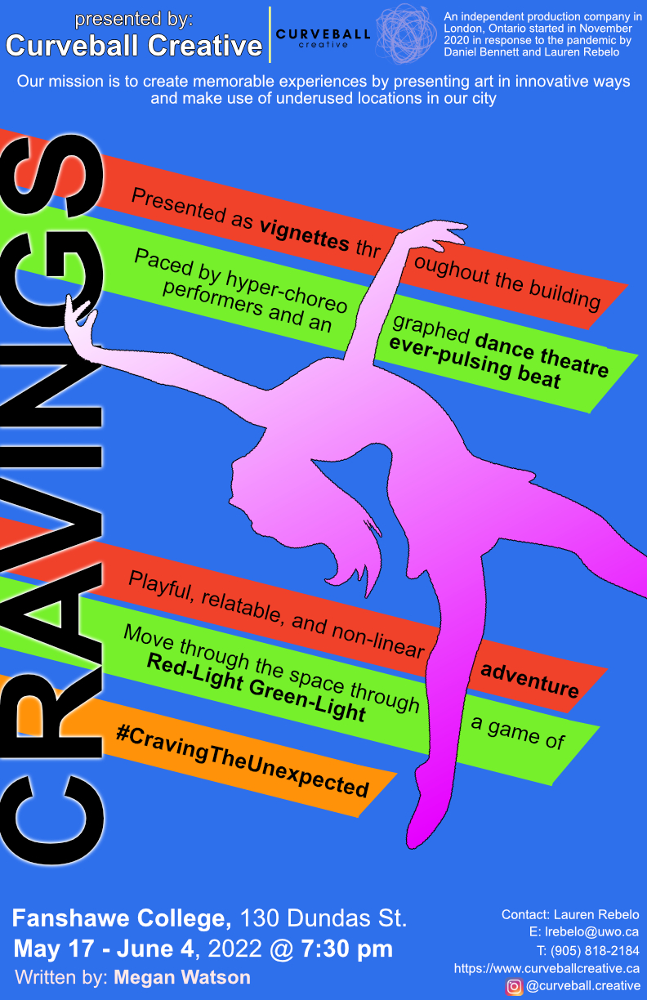 presented by:
Curveball Creative
CURVEBALL
creative
An independent production company in
London, Ontario started in November
2020 in response to the pandemic by
Daniel Bennett and Lauren Rebelo
Our mission is to create memorable experiences by presenting art in innovative ways
and make use of underused locations in our city
CRAVINGS
Presented as vignettes thr oughout the building
Paced by hyper-choreo graphed dance theatre
performers and an ever-pulsing beat
Playful, relatable, and non-linear adventure
Move through the space through a game of
Red-Light Green-Light
#CravingTheUnexpected
Fanshawe College, 130 Dundas St.
May 17 - June 4, 2022 @ 7:30 pm
Written by: Megan Watson
Contact: Lauren Rebelo
E: lrebelo@uwo.ca
T: (905) 818-2184
https://www.curveballcreative.ca
@curveball.creative